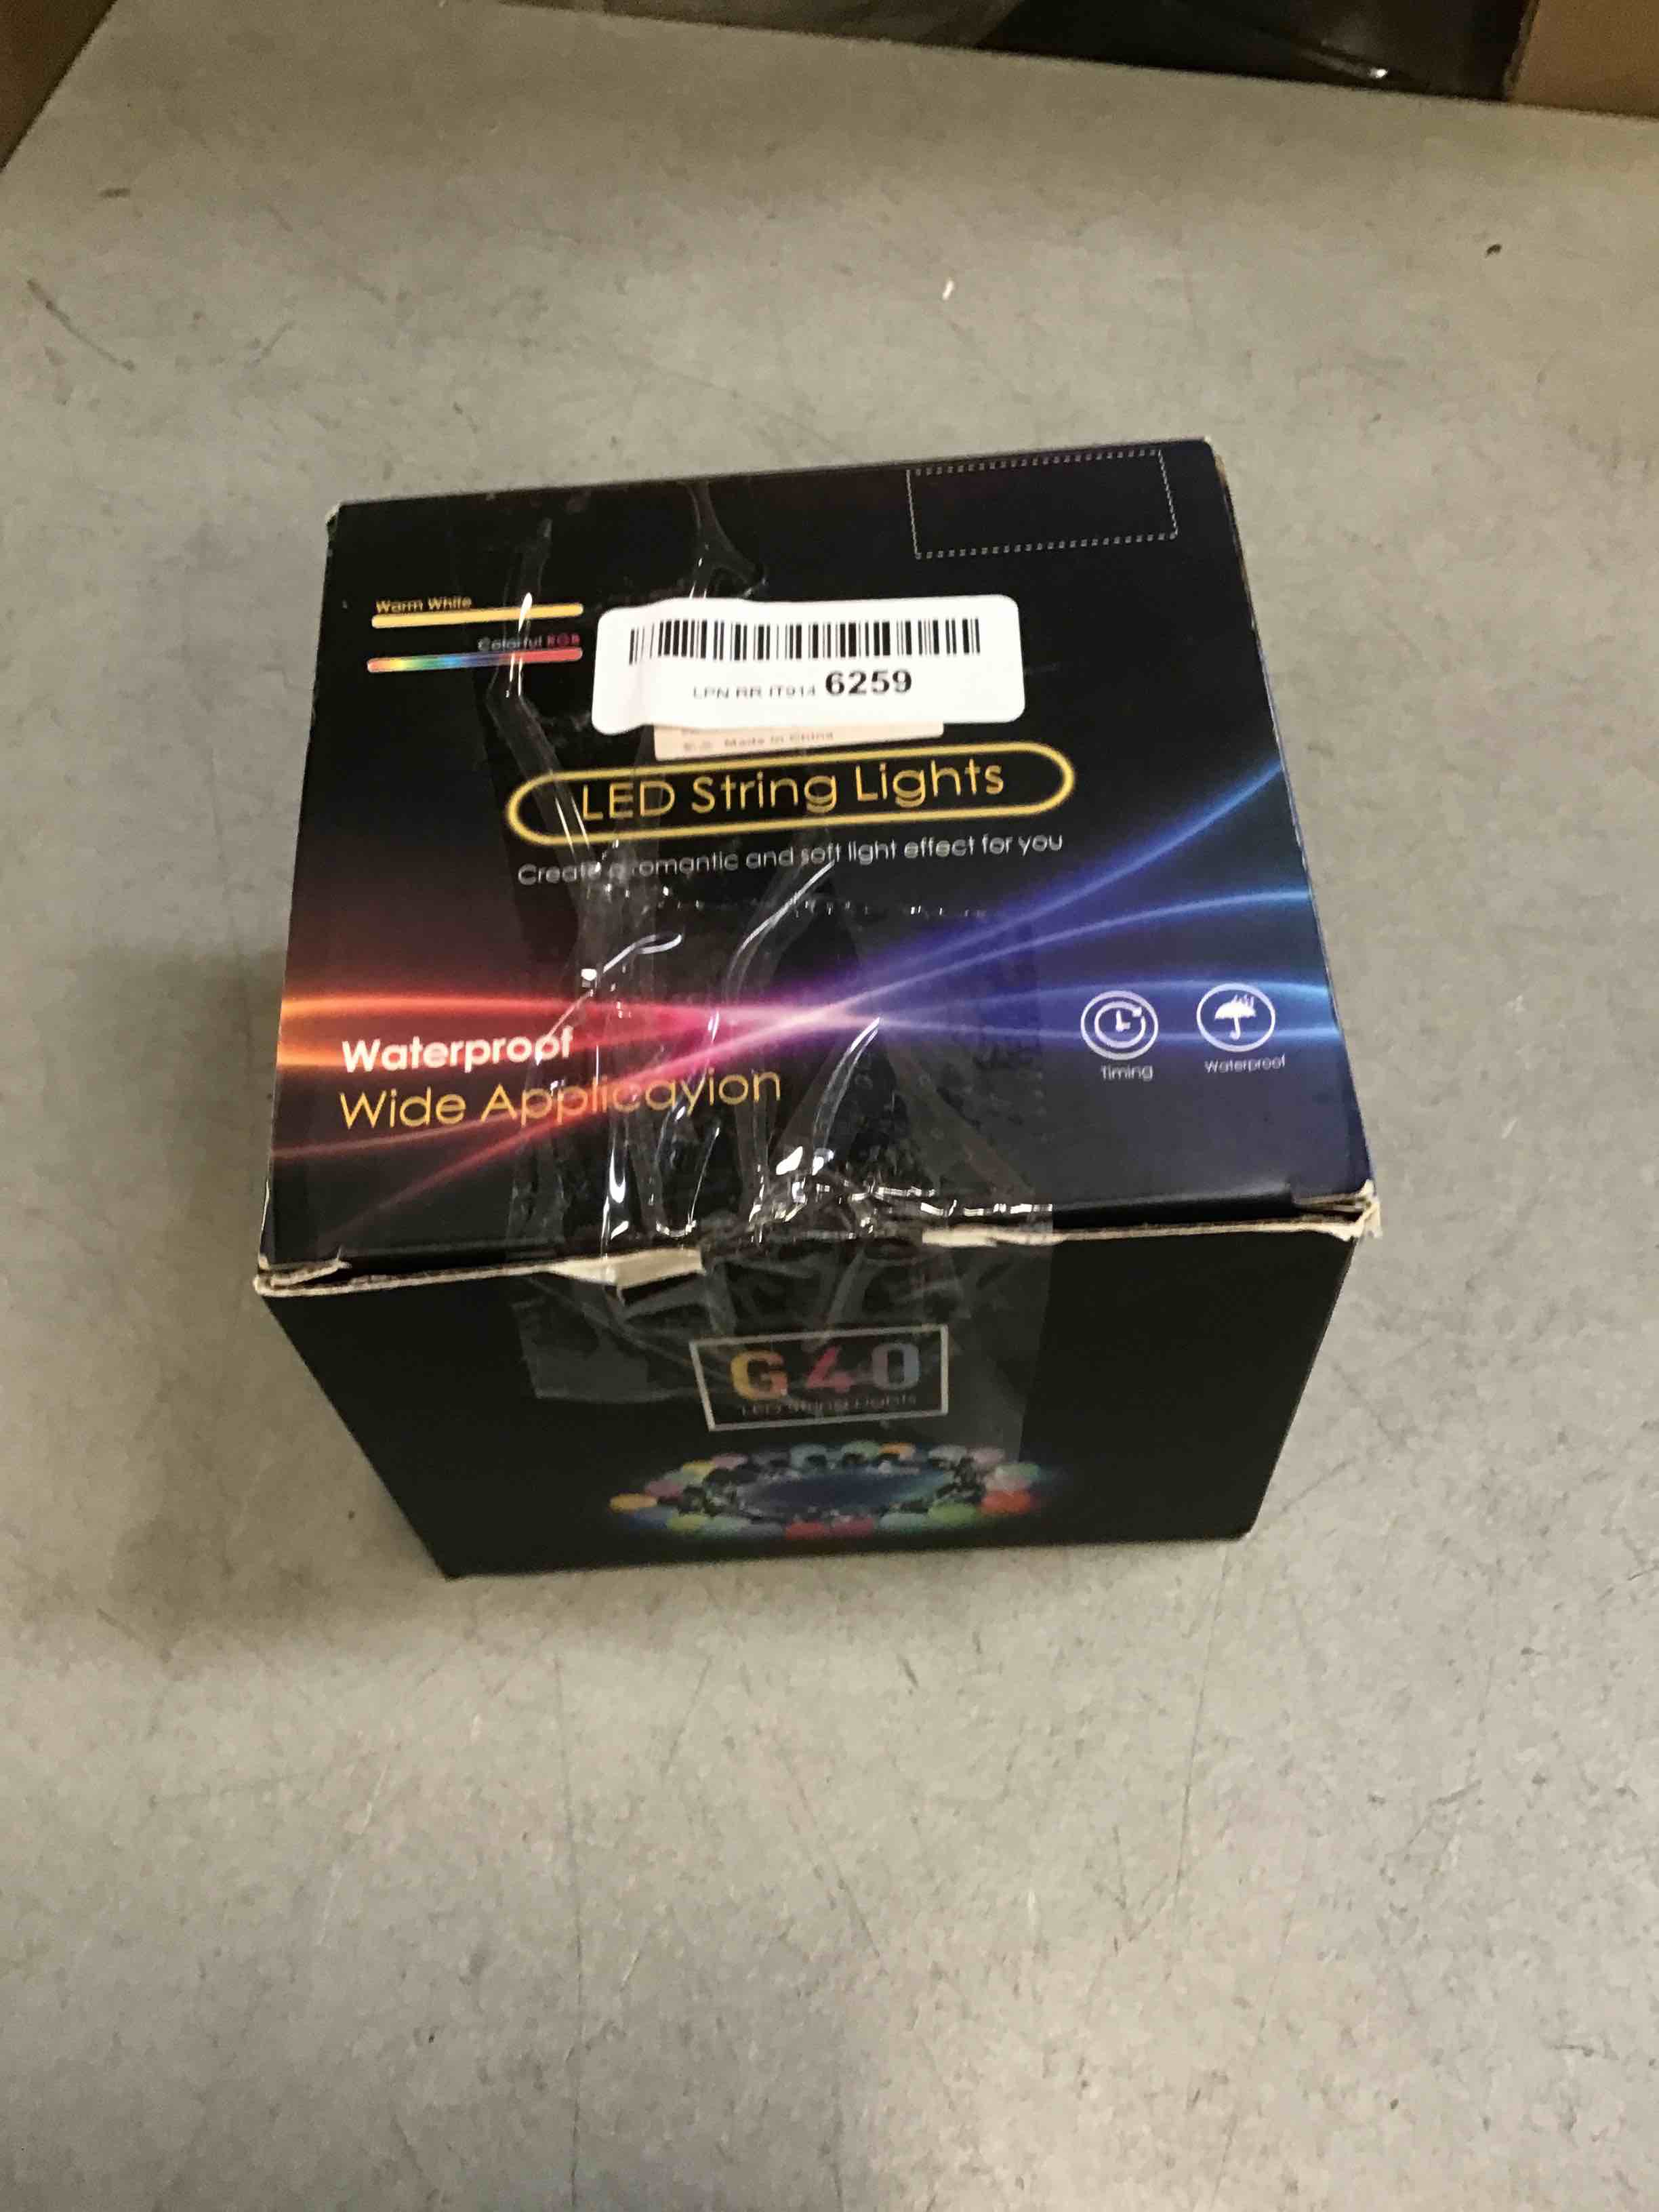 Warm White
Colorful RGB
LPN RR IT914 6259
Made in China
LED String Lights
Create a romantic and soft light effect for you
Waterproof
Wide Applicayion
Timing
Waterproof
G40
LED String Lights